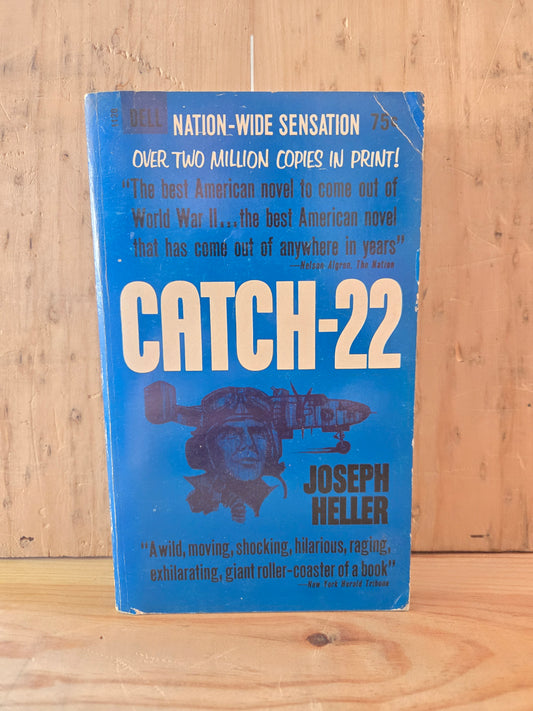 DELL
NATION-WIDE SENSATION 75¢
OVER TWO MILLION COPIES IN PRINT!
"The best American novel to come out of
World War II...the best American novel
that has come out of anywhere in years"
—Nelson Algren, The Nation
CATCH-22
JOSEPH
HELLER
"A wild, moving, shocking, hilarious, raging,
exhilarating, giant roller-coaster of a book"
—New York Herald Tribune